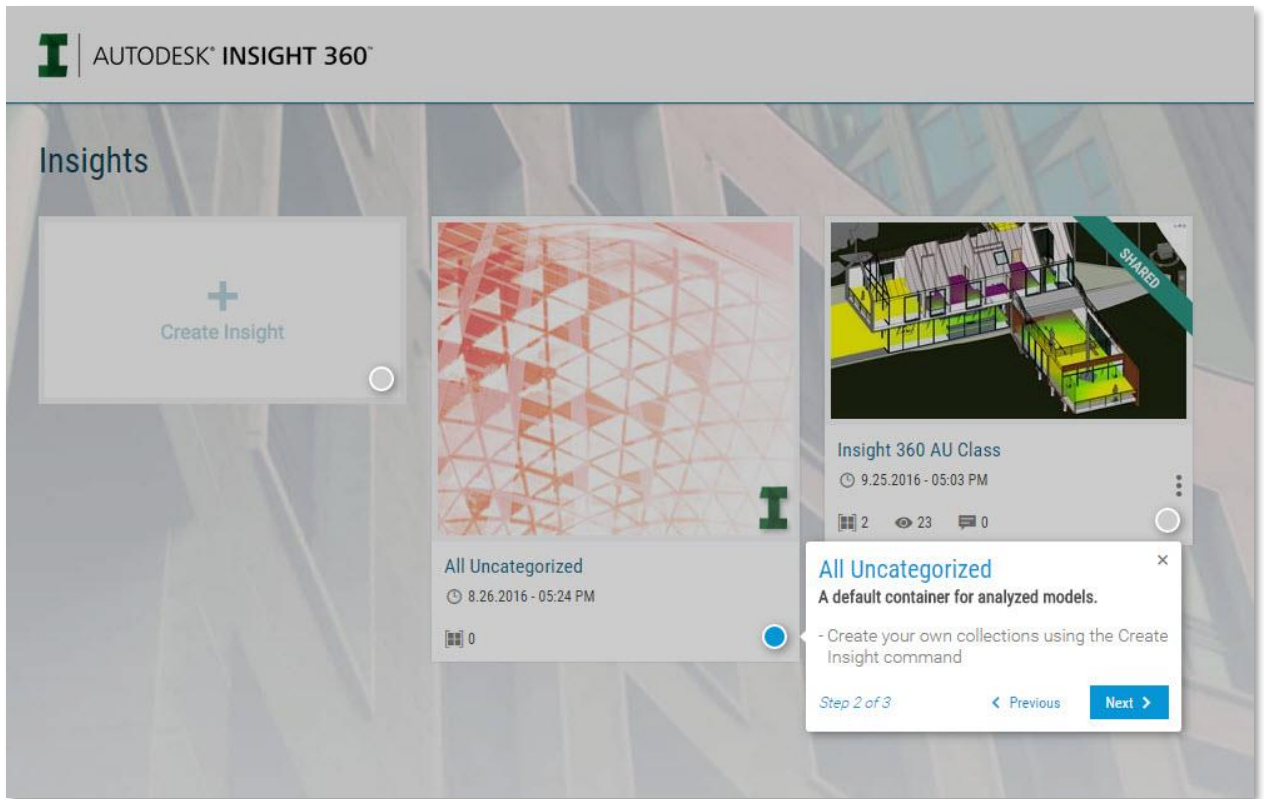 AUTODESK® INSIGHT 360™
Insights
Create Insight
SHARED
Insight 360 AU Class
9.25.2016 - 05:03 PM
2 23 0
All Uncategorized
8.26.2016 - 05:24 PM
0
All Uncategorized
A default container for analyzed models.
- Create your own collections using the Create
Insight command
Step 2 of 3 Previous Next